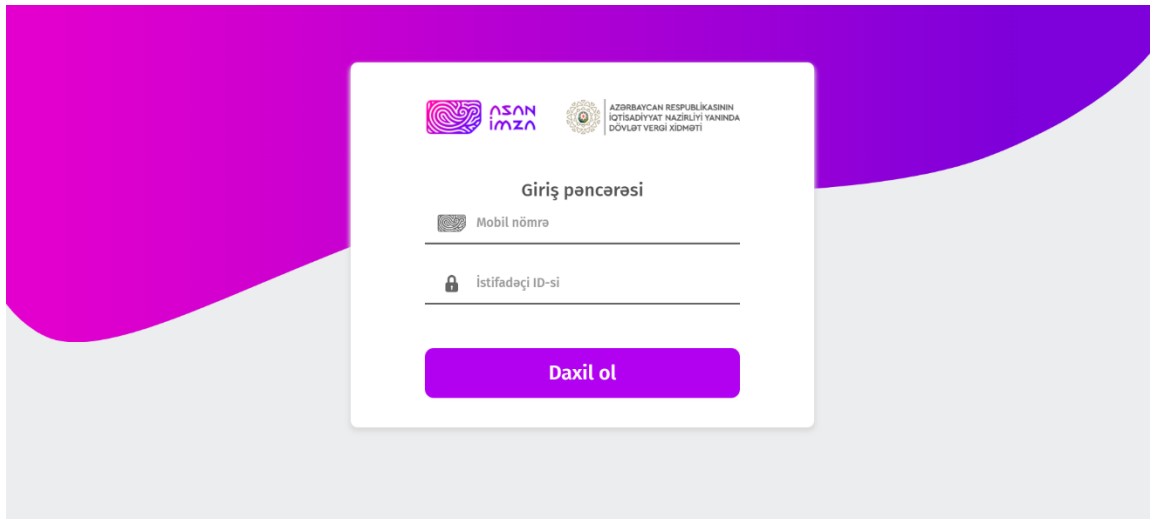 ASAN
İMZA
AZƏRBAYCAN RESPUBLİKASININ
İQTİSADİYYAT NAZİRLİYİ YANINDA
DÖVLƏT VERGİ XİDMƏTİ
Giriş pəncərəsi
Mobil nömrə
İstifadəçi ID-si
Daxil ol